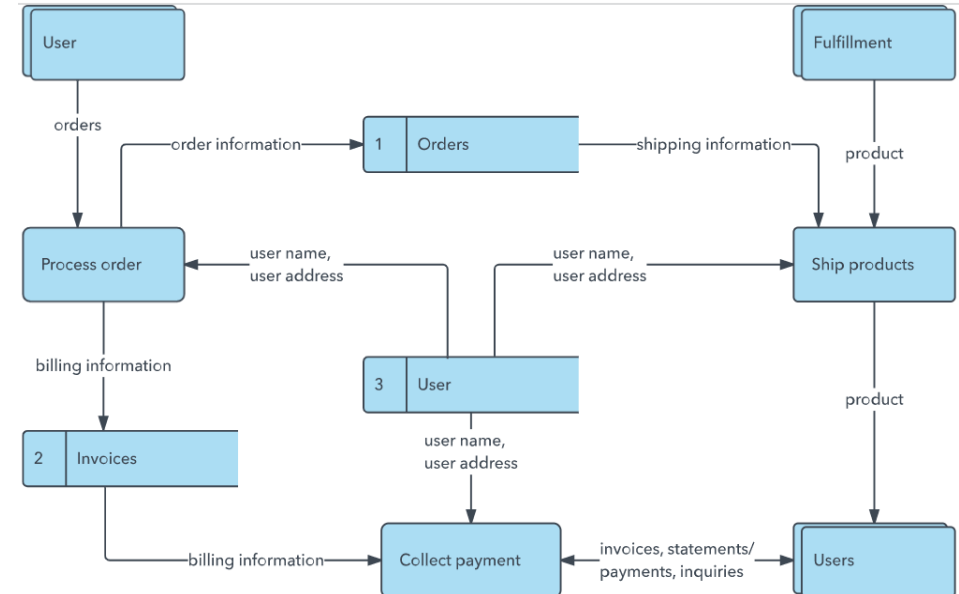 User
Fulfillment
orders
order information
1
Orders
shipping information
product
Process order
user name,
user address
user name,
user address
Ship products
billing information
3
User
product
2
Invoices
user name,
user address
billing information
Collect payment
invoices, statements/
payments, inquiries
Users